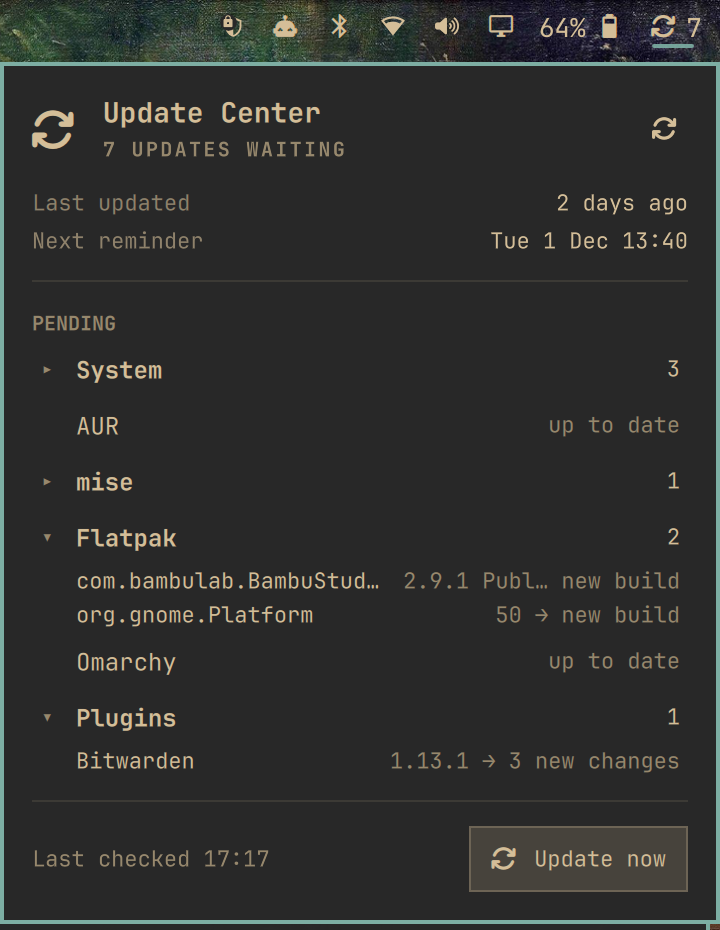 64% 7
Update Center
7 UPDATES WAITING
Last updated 2 days ago
Next reminder Tue 1 Dec 13:40
PENDING
▸ System 3
AUR up to date
▸ mise 1
▾ Flatpak 2
com.bambulab.BambuStud… 2.9.1 Publ… new build
org.gnome.Platform 50 → new build
Omarchy up to date
▾ Plugins 1
Bitwarden 1.13.1 → 3 new changes
Last checked 17:17 Update now